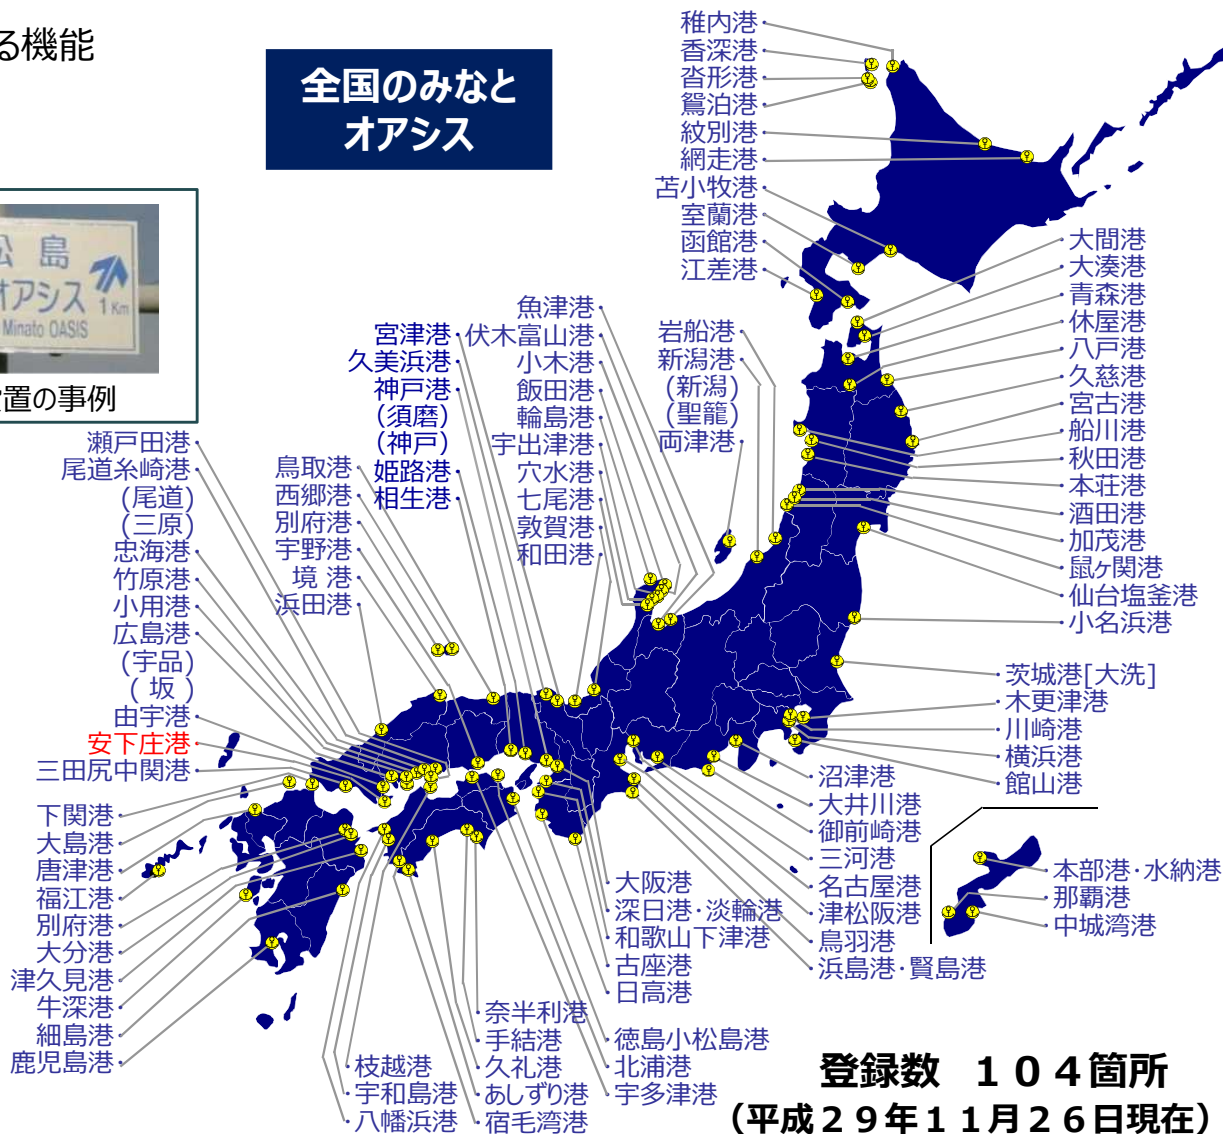 る機能
全国のみなと
オアシス
松 島
オアシス
1Km
Minato OASIS
置の事例
稚内港
香深港
沓形港
鴛泊港
紋別港
網走港
苫小牧港
室蘭港
函館港
江差港
大間港
大湊港
青森港
休屋港
八戸港
久慈港
宮古港
船川港
秋田港
本荘港
酒田港
加茂港
鼠ヶ関港
仙台塩釜港
小名浜港
茨城港[大洗]
木更津港
川崎港
横浜港
館山港
岩船港
新潟港
(新潟)
(聖籠)
両津港
魚津港
伏木富山港
小木港
飯田港
輪島港
宇出津港
穴水港
七尾港
敦賀港
和田港
宮津港
久美浜港
神戸港
(須磨)
(神戸)
姫路港
相生港
鳥取港
西郷港
別府港
宇野港
境 港
浜田港
瀬戸田港
尾道糸崎港
(尾道)
(三原)
忠海港
竹原港
小用港
広島港
(宇品)
( 坂 )
由宇港
安下庄港
三田尻中関港
下関港
大島港
唐津港
福江港
別府港
大分港
津久見港
牛深港
細島港
鹿児島港
枝越港
宇和島港
八幡浜港
奈半利港
手結港
久礼港
あしずり港
宿毛湾港
徳島小松島港
北浦港
宇多津港
大阪港
深日港・淡輪港
和歌山下津港
古座港
日高港
沼津港
大井川港
御前崎港
三河港
名古屋港
津松阪港
鳥羽港
浜島港・賢島港
本部港・水納港
那覇港
中城湾港
登録数 １０４箇所
(平成２９年１１月２６日現在)